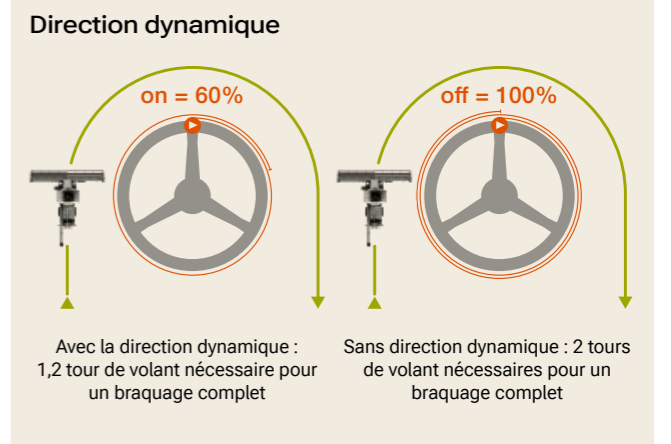 Direction dynamique
on = 60%
off = 100%
Avec la direction dynamique :
1,2 tour de volant nécessaire pour
un braquage complet
Sans direction dynamique : 2 tours
de volant nécessaires pour un
braquage complet